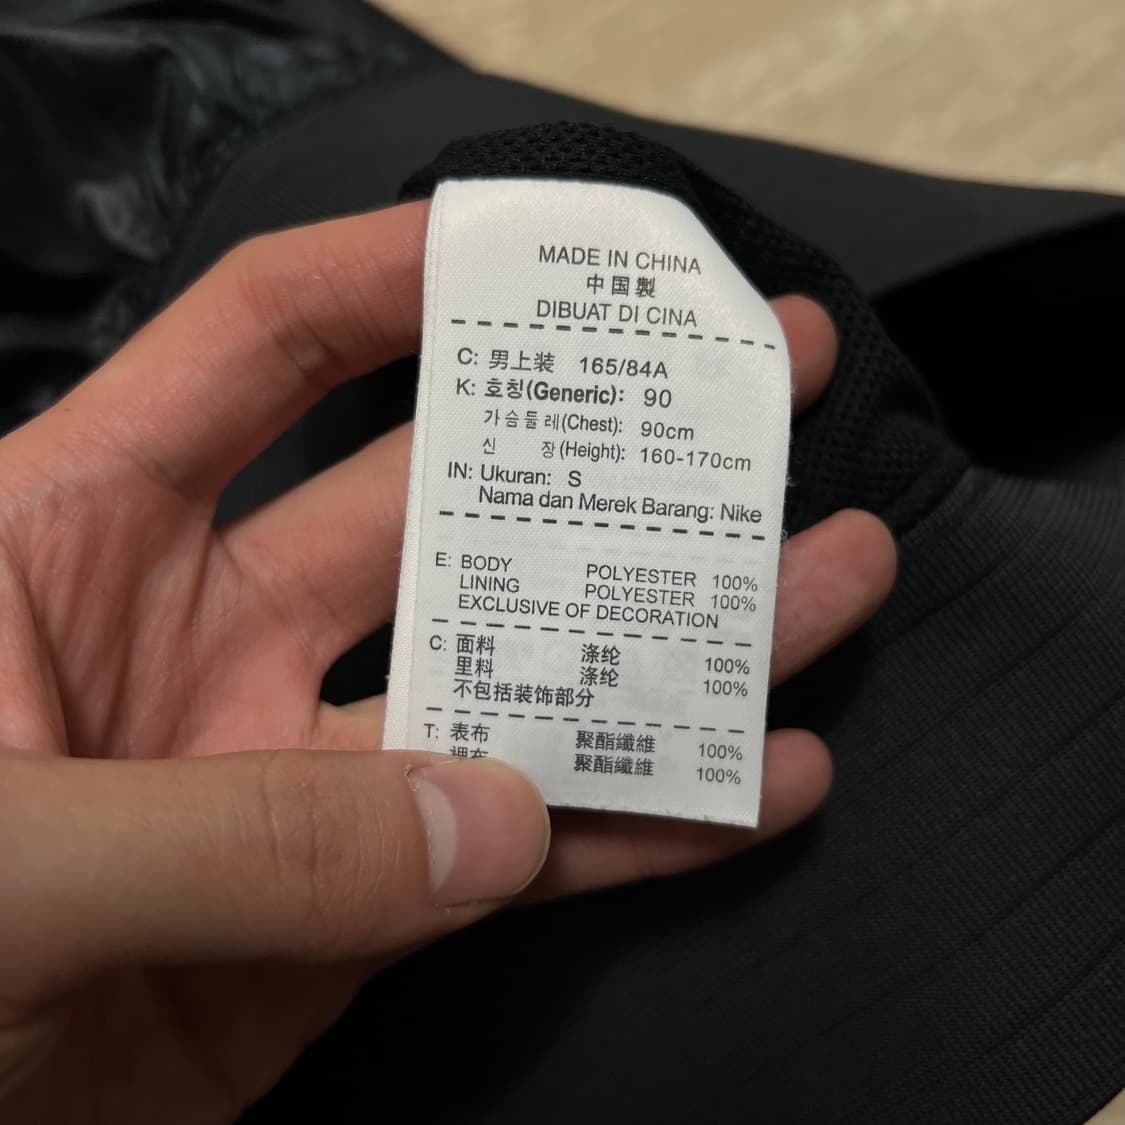 MADE IN CHINA
中国製
DIBUAT DI CINA
C: 男上装 165/84A
K: 호칭(Generic): 90
가슴둘레(Chest): 90cm
신 장(Height): 160-170cm
IN: Ukuran: S
Nama dan Merek Barang: Nike
E: BODY POLYESTER 100%
LINING POLYESTER 100%
EXCLUSIVE OF DECORATION
C: 面料 涤纶 100%
里料 涤纶 100%
不包括装饰部分
T: 表布 聚酯纖維 100%
裡布 聚酯纖維 100%